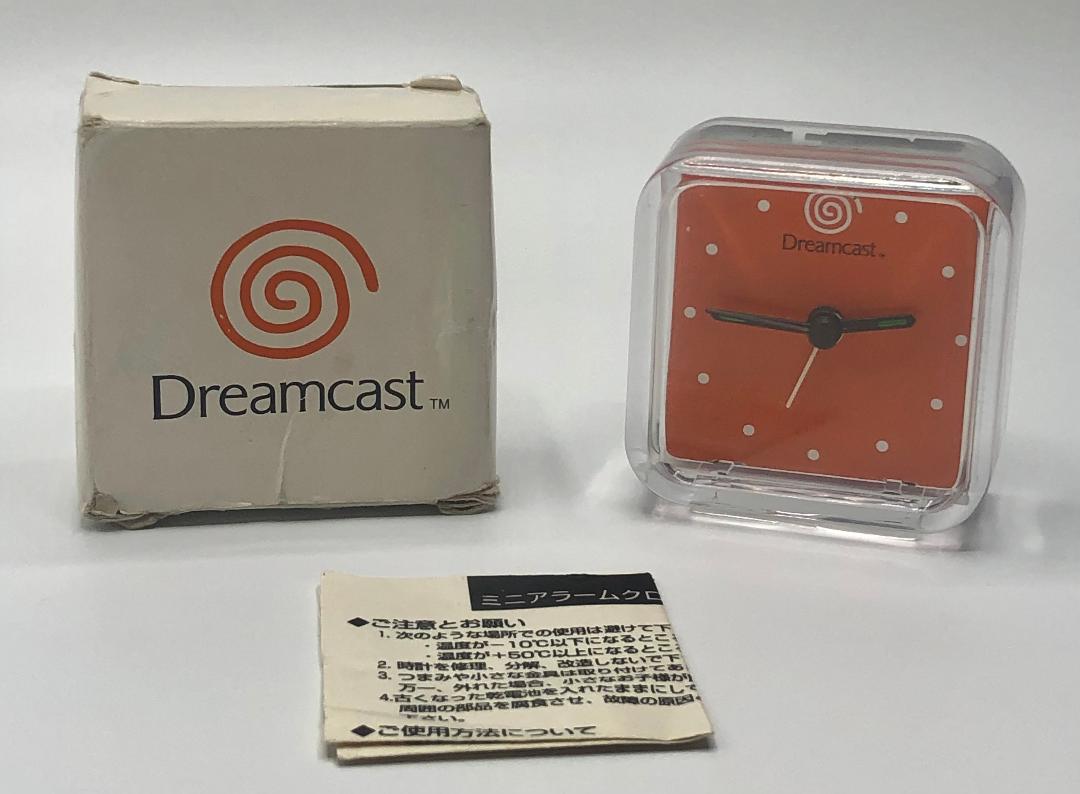 Dreamcast™
Dreamcast™
ミニアラームクロ
◆ご注意とお願い
1. 次のような場所での使用は避けて下
・温度が－10℃以下になるとこ
・温度が＋50℃以上になるとこ
2. 時計を修理、分解、改造しないで下
3. つまみや小さな金具は取り付けてあ
万一、外れた場合、小さなお子様が
4. 古くなった乾電池を入れたままにして
周囲の部品を腐食させ、故障の原因
下さい。
◆ご使用方法について